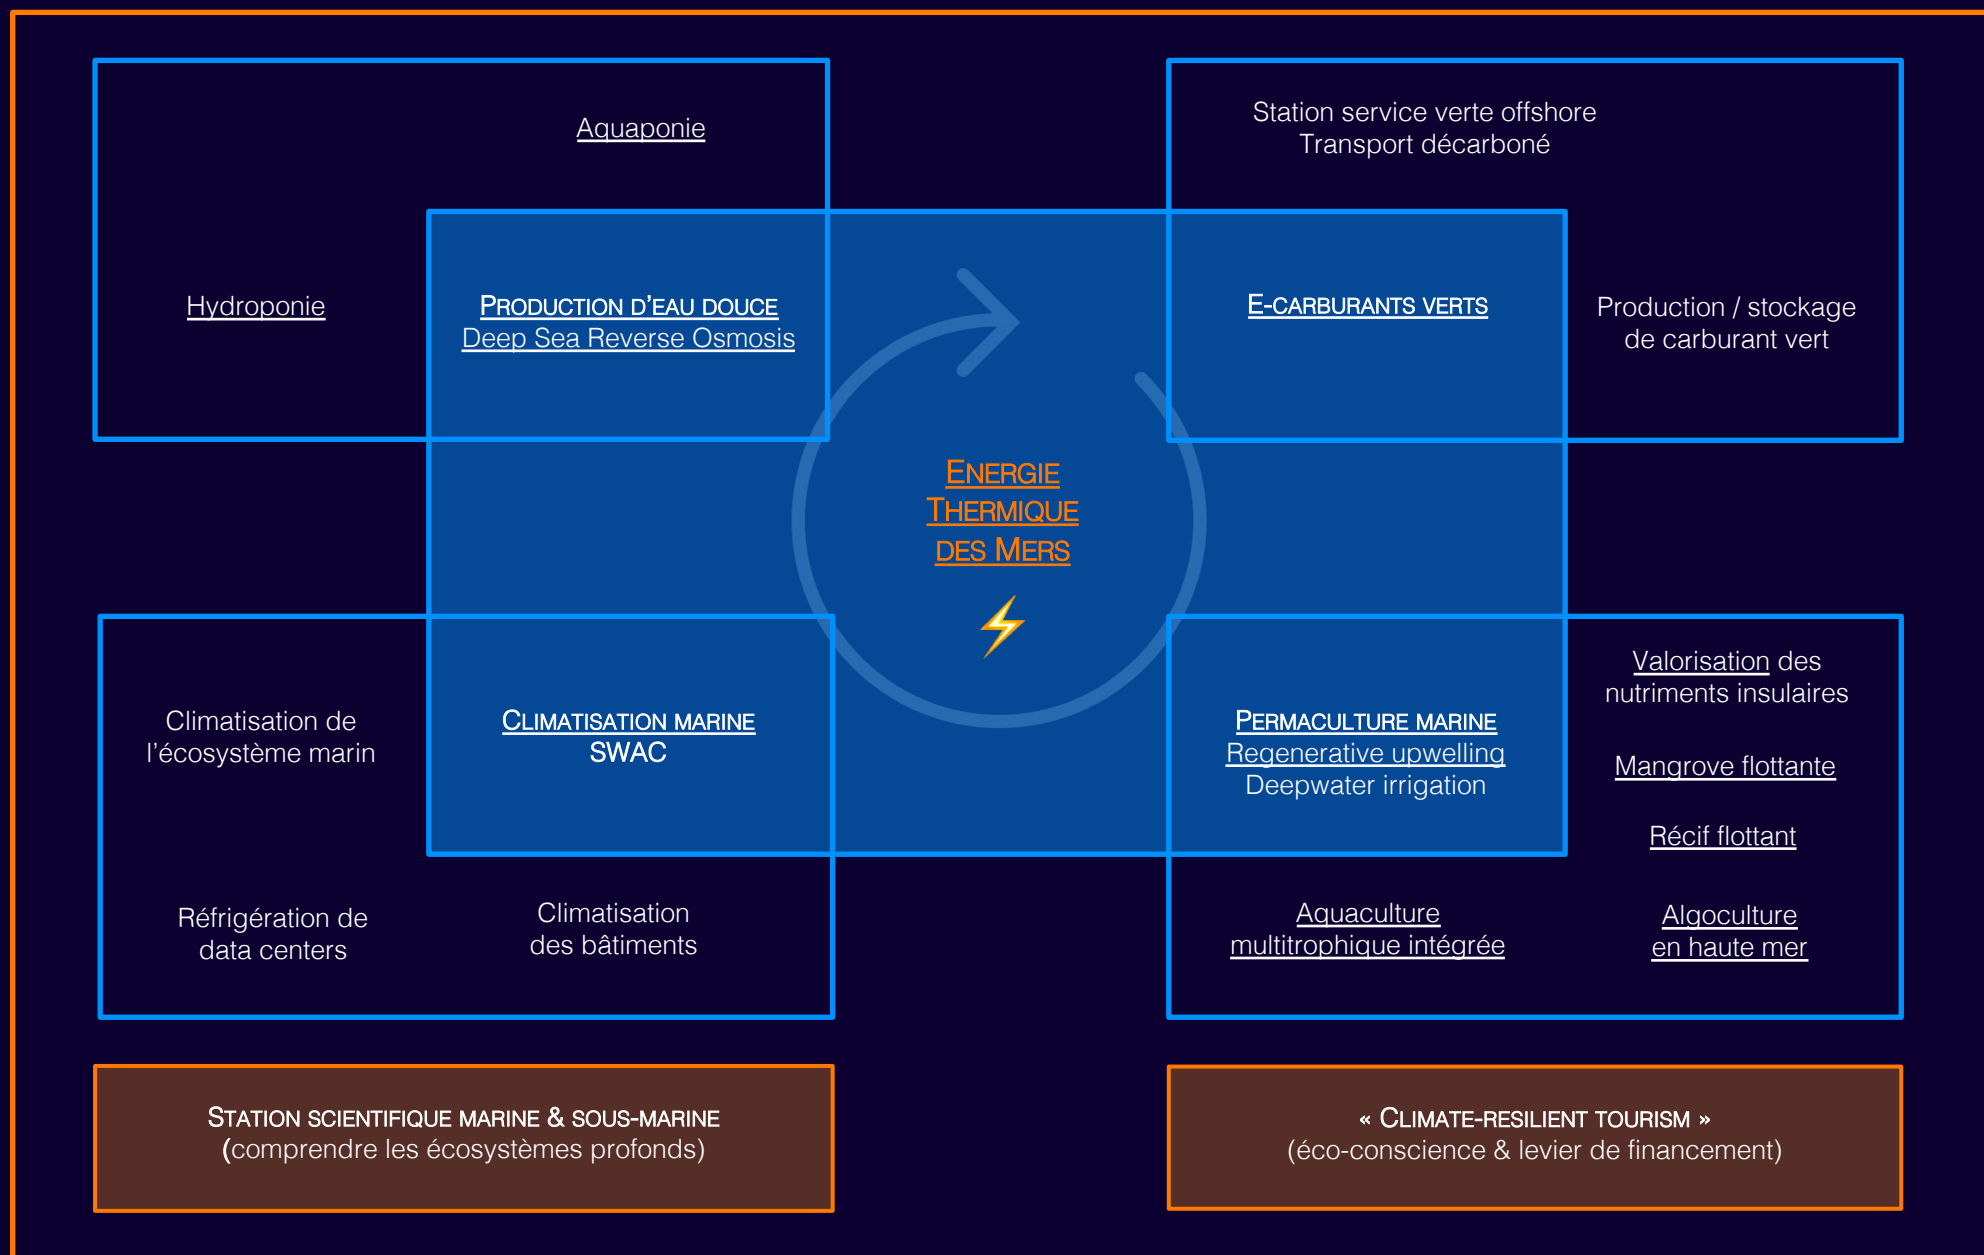 Aquaponie
Hydroponie
PRODUCTION D'EAU DOUCE
Deep Sea Reverse Osmosis
Station service verte offshore
Transport décarboné
E-CARBURANTS VERTS
Production / stockage
de carburant vert
ENERGIE
THERMIQUE
DES MERS
Climatisation de
l'écosystème marin
CLIMATISATION MARINE
SWAC
Réfrigération de
data centers
Climatisation
des bâtiments
PERMACULTURE MARINE
Regenerative upwelling
Deepwater irrigation
Valorisation des
nutriments insulaires
Mangrove flottante
Récif flottant
Aquaculture
multitrophique intégrée
Algoculture
en haute mer
STATION SCIENTIFIQUE MARINE & SOUS-MARINE
(comprendre les écosystèmes profonds)
« CLIMATE-RESILIENT TOURISM »
(éco-conscience & levier de financement)